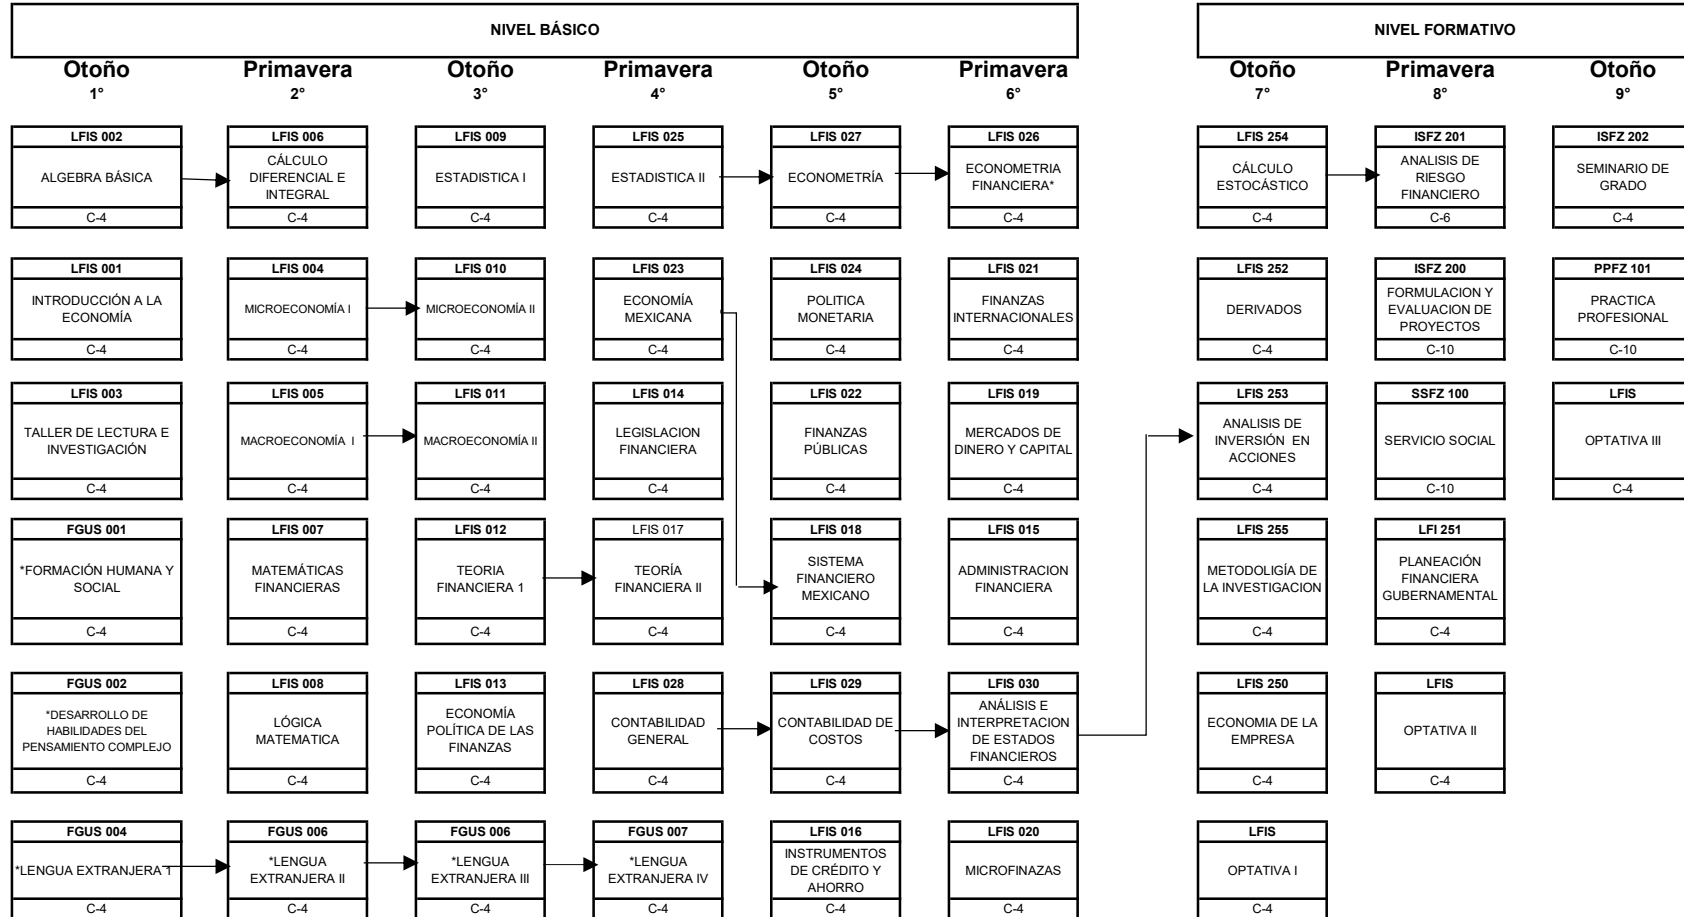 NIVEL BÁSICO
NIVEL FORMATIVO
Otoño
1°
Primavera
2°
Otoño
3°
Primavera
4°
Otoño
5°
Primavera
6°
Otoño
7°
Primavera
8°
Otoño
9°
LFIS 002
ALGEBRA BÁSICA
C-4
LFIS 006
CÁLCULO
DIFERENCIAL E
INTEGRAL
C-4
LFIS 009
ESTADISTICA I
C-4
LFIS 025
ESTADISTICA II
C-4
LFIS 027
ECONOMETRÍA
C-4
LFIS 026
ECONOMETRIA
FINANCIERA*
C-4
LFIS 254
CÁLCULO
ESTOCÁSTICO
C-4
ISFZ 201
ANALISIS DE
RIESGO
FINANCIERO
C-6
ISFZ 202
SEMINARIO DE
GRADO
C-4
LFIS 001
INTRODUCCIÓN A LA
ECONOMÍA
C-4
LFIS 004
MICROECONOMÍA I
C-4
LFIS 010
MICROECONOMÍA II
C-4
LFIS 023
ECONOMÍA
MEXICANA
C-4
LFIS 024
POLITICA
MONETARIA
C-4
LFIS 021
FINANZAS
INTERNACIONALES
C-4
LFIS 252
DERIVADOS
C-4
ISFZ 200
FORMULACION Y
EVALUACION DE
PROYECTOS
C-10
PPFZ 101
PRACTICA
PROFESIONAL
C-10
LFIS 003
TALLER DE LECTURA E
INVESTIGACIÓN
C-4
LFIS 005
MACROECONOMÍA I
C-4
LFIS 011
MACROECONOMÍA II
C-4
LFIS 014
LEGISLACION
FINANCIERA
C-4
LFIS 022
FINANZAS
PÚBLICAS
C-4
LFIS 019
MERCADOS DE
DINERO Y CAPITAL
C-4
LFIS 253
ANALISIS DE
INVERSIÓN EN
ACCIONES
C-4
SSFZ 100
SERVICIO SOCIAL
C-10
LFIS
OPTATIVA III
C-4
FGUS 001
*FORMACIÓN HUMANA Y
SOCIAL
C-4
LFIS 007
MATEMÁTICAS
FINANCIERAS
C-4
LFIS 012
TEORIA
FINANCIERA 1
C-4
LFIS 017
TEORÍA
FINANCIERA II
C-4
LFIS 018
SISTEMA
FINANCIERO
MEXICANO
C-4
LFIS 015
ADMINISTRACION
FINANCIERA
C-4
LFIS 255
METODOLIGÍA DE
LA INVESTIGACION
C-4
LFI 251
PLANEACIÓN
FINANCIERA
GUBERNAMENTAL
C-4
FGUS 002
*DESARROLLO DE
HABILIDADES DEL
PENSAMIENTO COMPLEJO
C-4
LFIS 008
LÓGICA
MATEMATICA
C-4
LFIS 013
ECONOMÍA
POLÍTICA DE LAS
FINANZAS
C-4
LFIS 028
CONTABILIDAD
GENERAL
C-4
LFIS 029
CONTABILIDAD DE
COSTOS
C-4
LFIS 030
ANÁLISIS E
INTERPRETACION
DE ESTADOS
FINANCIEROS
C-4
LFIS 250
ECONOMIA DE LA
EMPRESA
C-4
LFIS
OPTATIVA II
C-4
FGUS 004
*LENGUA EXTRANJERA 1
C-4
FGUS 006
*LENGUA
EXTRANJERA II
C-4
FGUS 006
*LENGUA
EXTRANJERA III
C-4
FGUS 007
*LENGUA
EXTRANJERA IV
C-4
LFIS 016
INSTRUMENTOS
DE CRÉDITO Y
AHORRO
C-4
LFIS 020
MICROFINAZAS
C-4
LFIS
OPTATIVA I
C-4